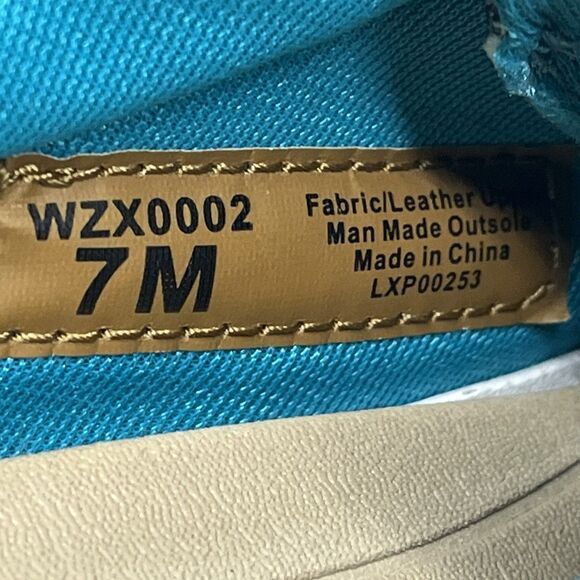 WZX0002
7M
Fabric/Leather
Man Made Outsole
Made in China
LXP00253